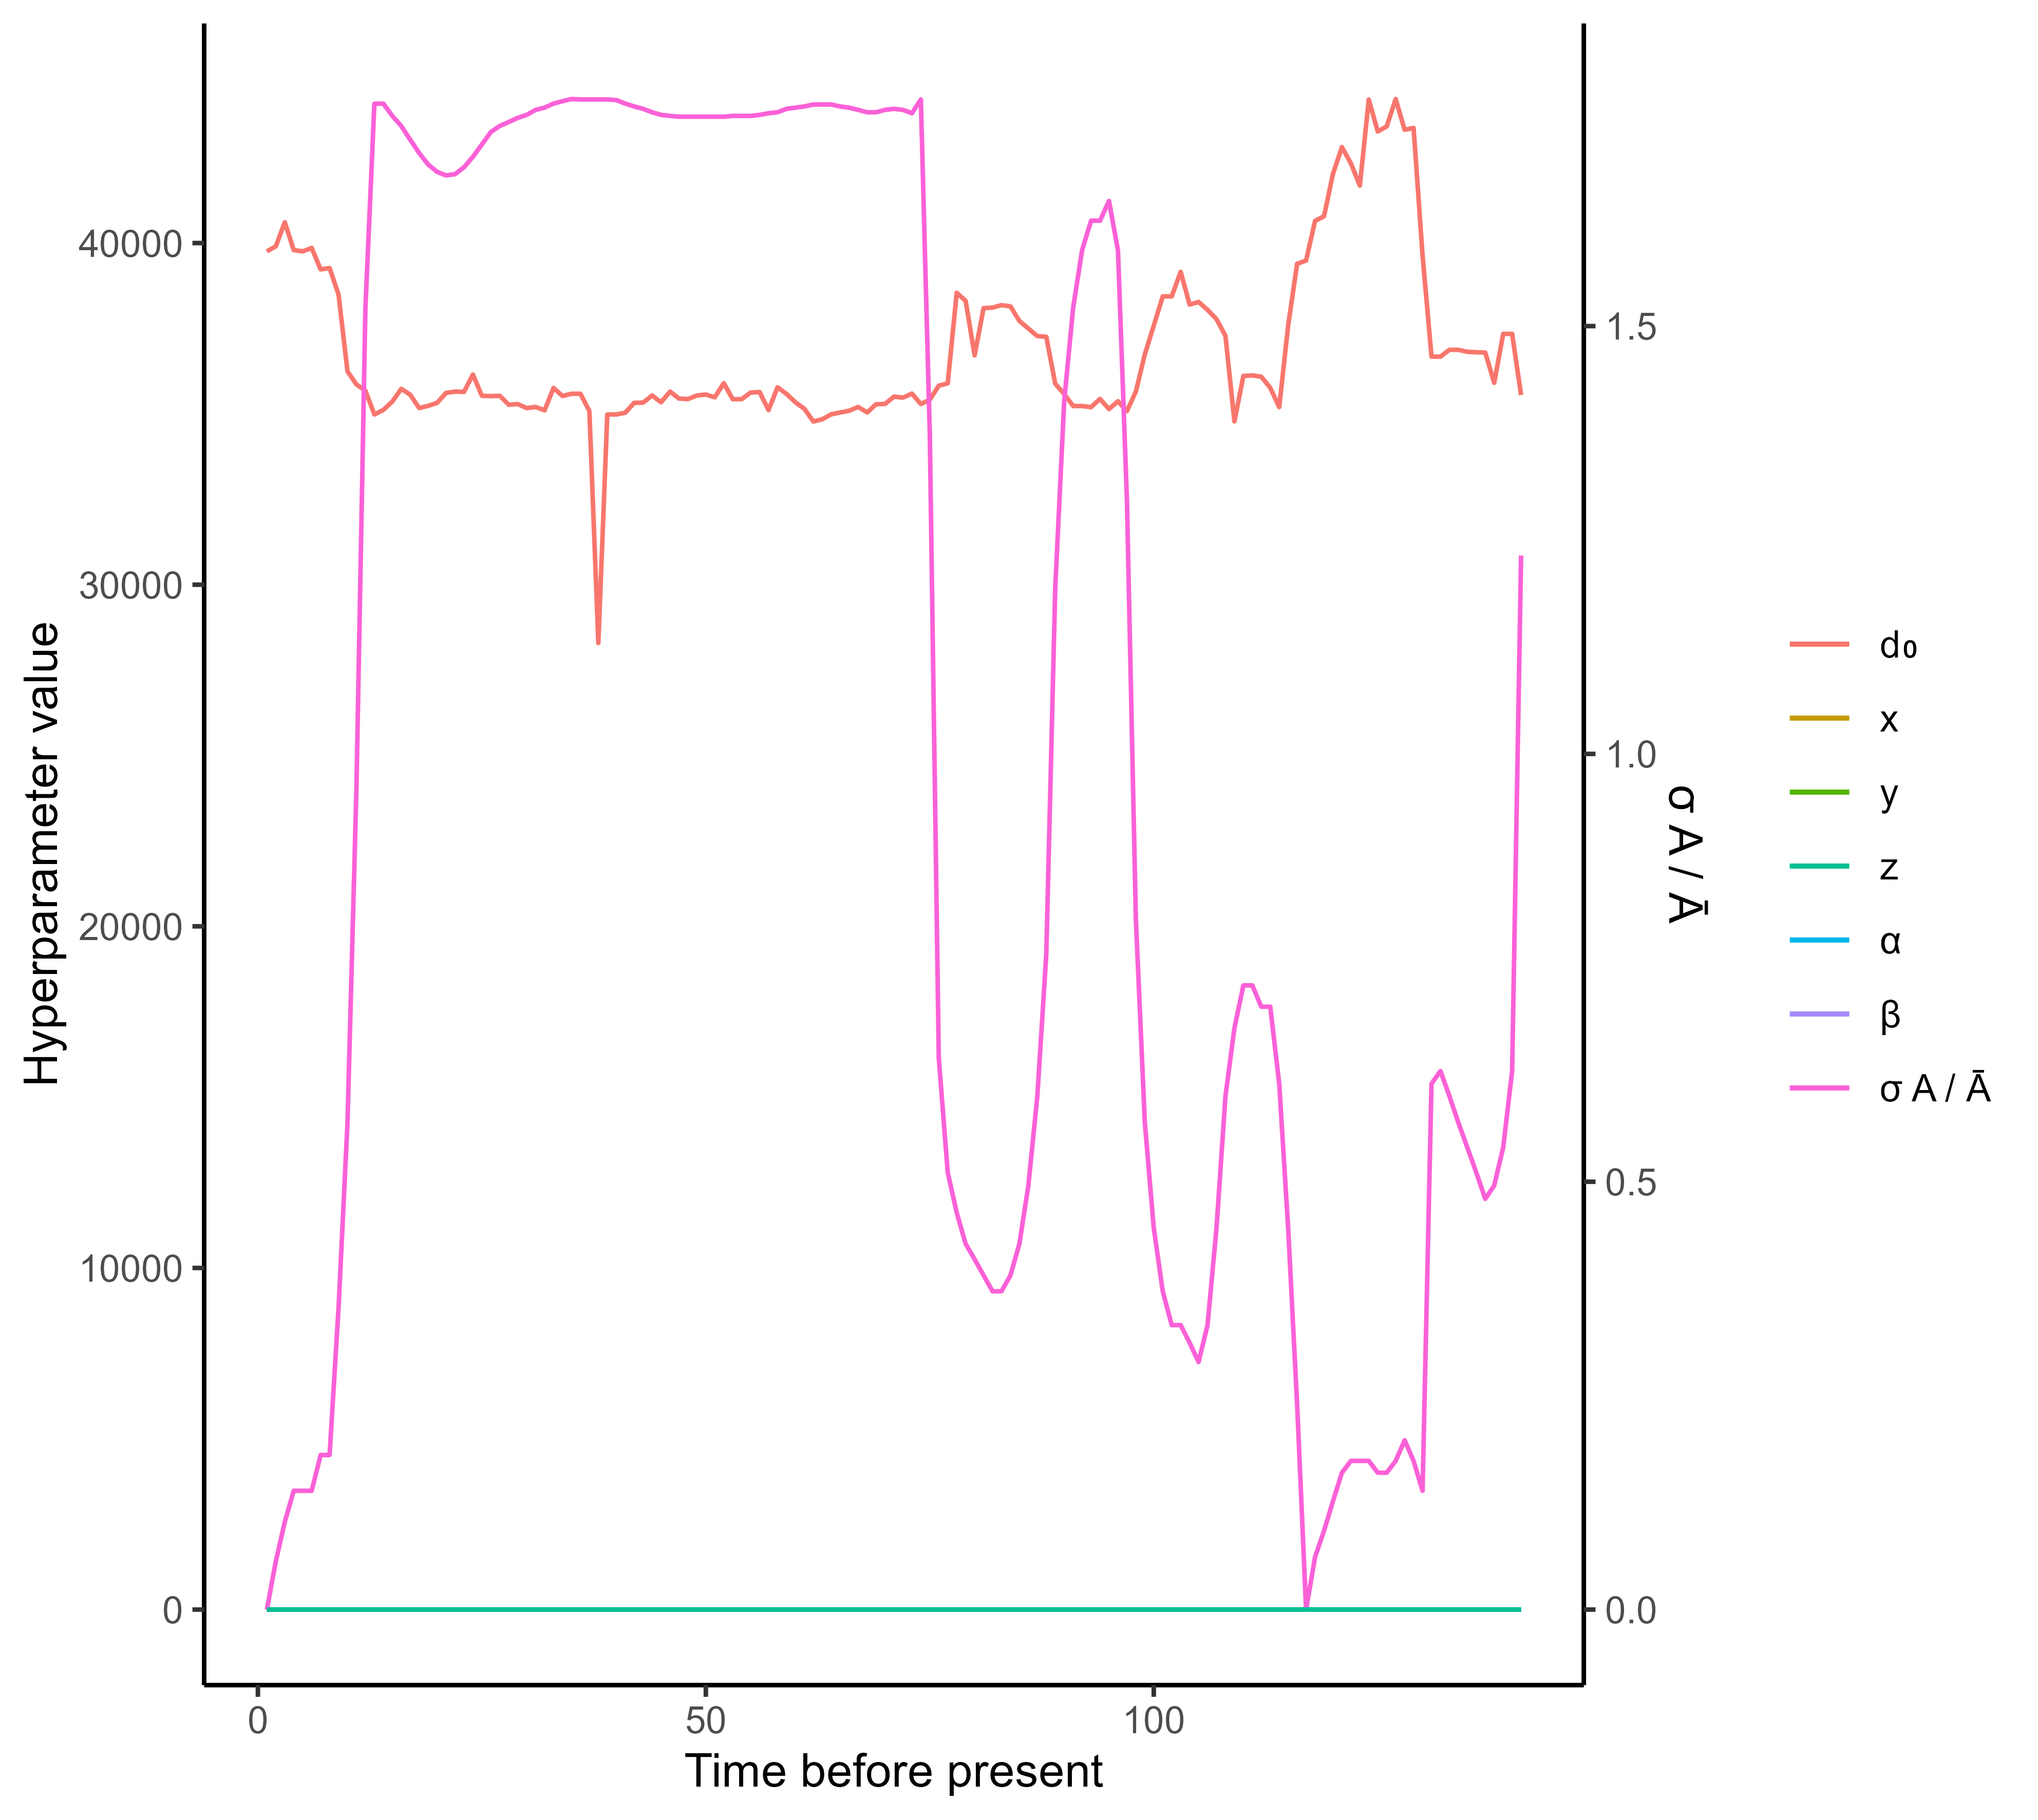 Hyperparameter value
40000
30000
20000
10000
0
0
50
100
Time before present
1.5
1.0
0.5
0.0
σ A / Ā
d₀
x
y
z
α
β
σ A / Ā